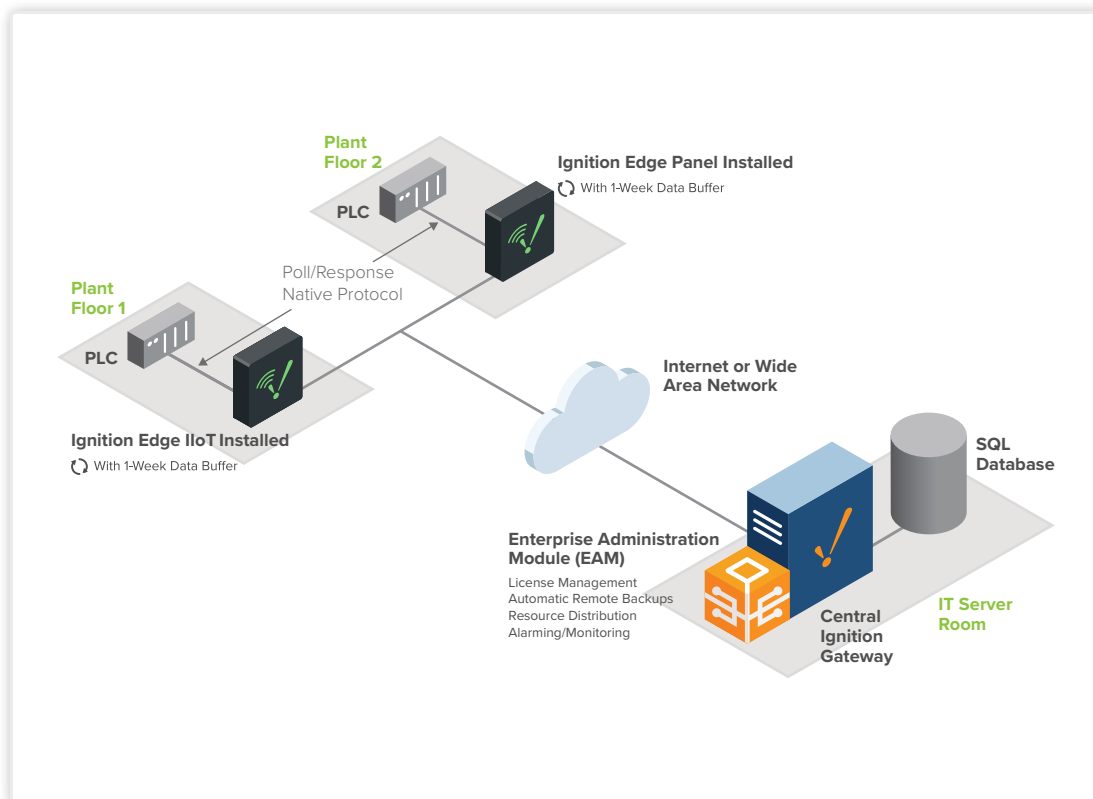 Plant
Floor 2
PLC
Ignition Edge Panel Installed
With 1-Week Data Buffer
Poll/Response
Native Protocol
Plant
Floor 1
PLC
Ignition Edge IIoT Installed
With 1-Week Data Buffer
Internet or Wide
Area Network
SQL
Database
Enterprise Administration
Module (EAM)
License Management
Automatic Remote Backups
Resource Distribution
Alarming/Monitoring
Central
Ignition
Gateway
IT Server
Room